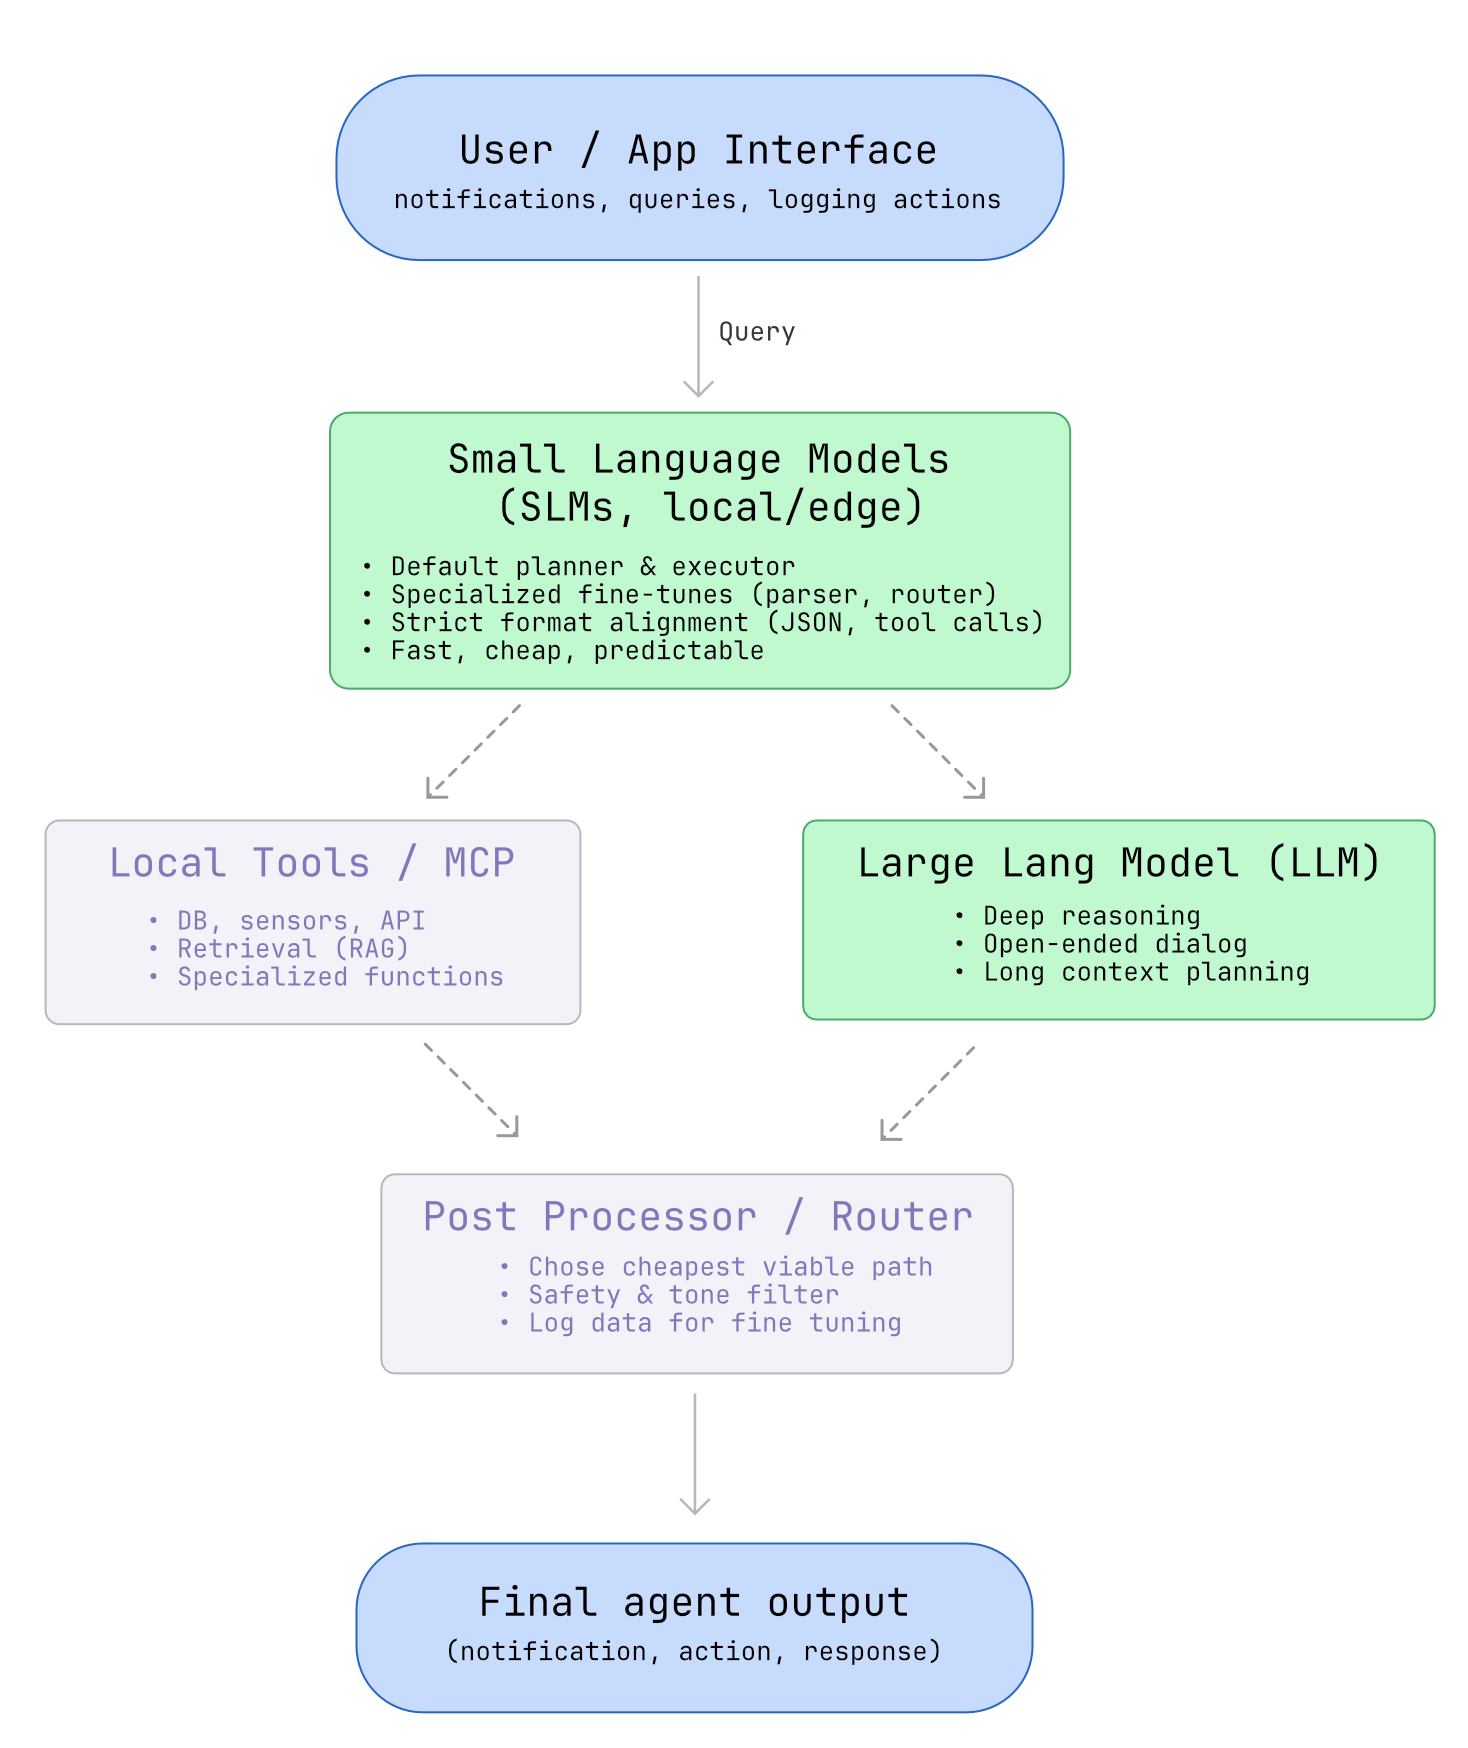 User / App Interface
notifications, queries, logging actions
Query
Small Language Models
(SLMs, local/edge)
• Default planner & executor
• Specialized fine-tunes (parser, router)
• Strict format alignment (JSON, tool calls)
• Fast, cheap, predictable
Local Tools / MCP
• DB, sensors, API
• Retrieval (RAG)
• Specialized functions
Large Lang Model (LLM)
• Deep reasoning
• Open-ended dialog
• Long context planning
Post Processor / Router
• Chose cheapest viable path
• Safety & tone filter
• Log data for fine tuning
Final agent output
(notification, action, response)